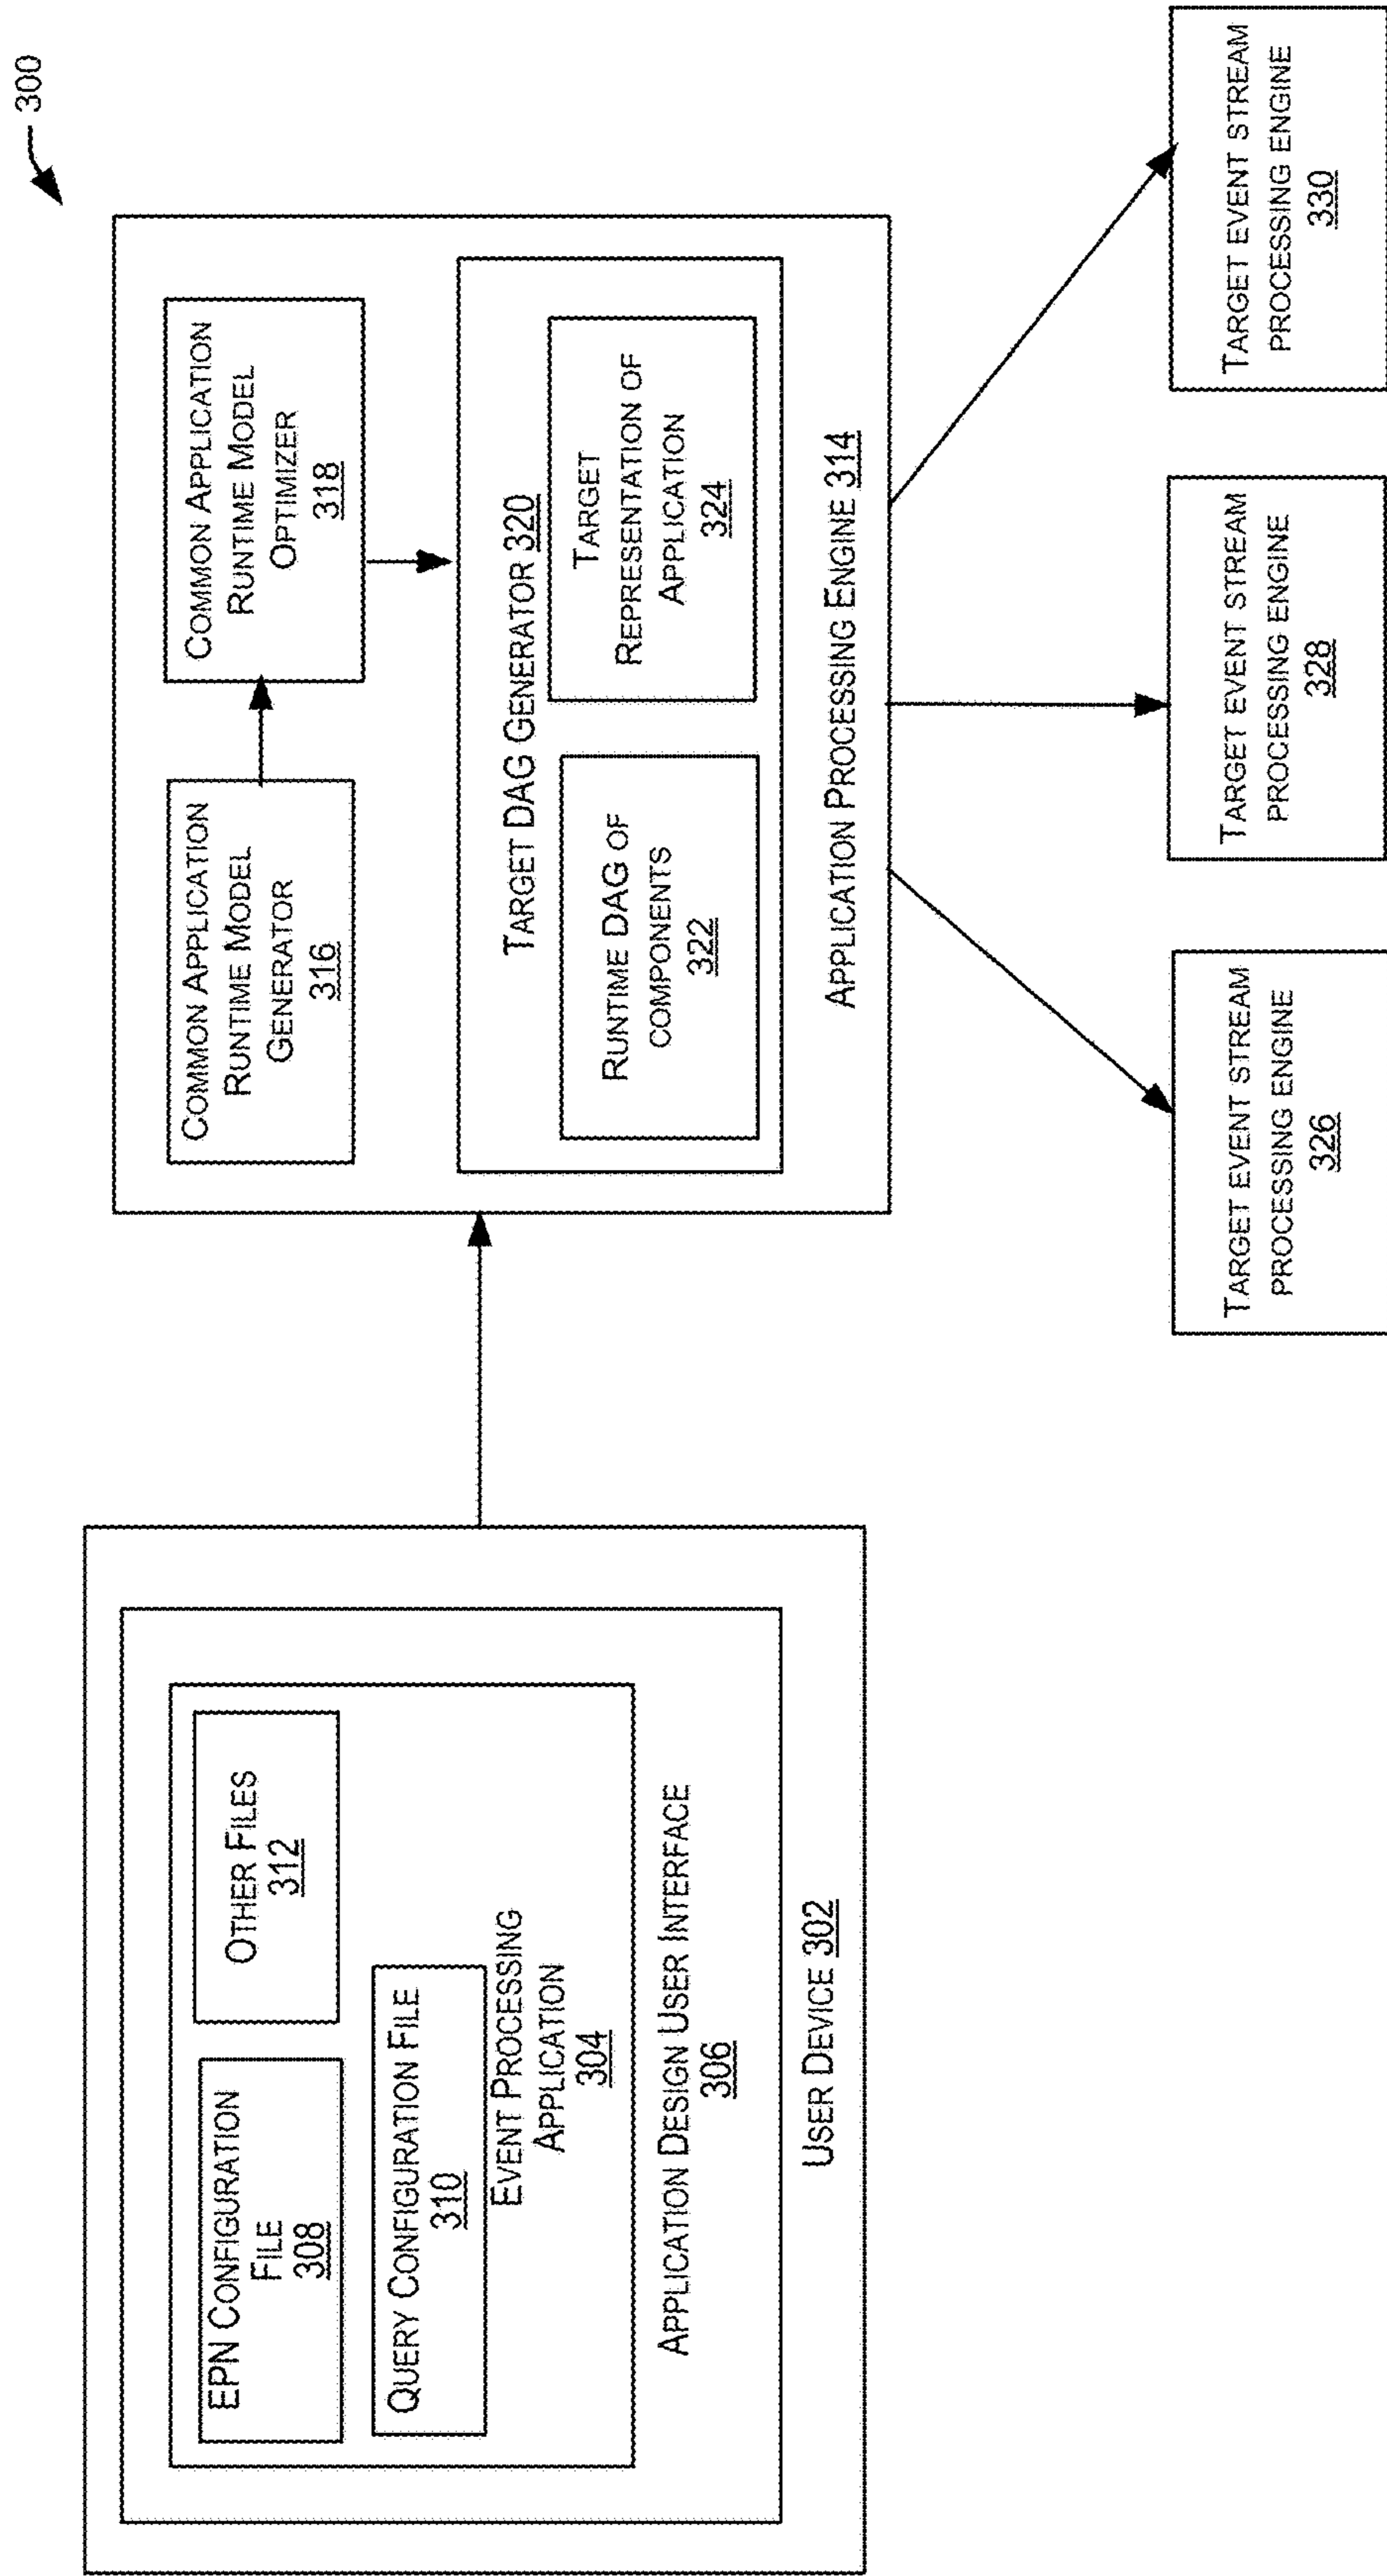 300
EPN CONFIGURATION
FILE
308
OTHER FILES
312
QUERY CONFIGURATION FILE
310
EVENT PROCESSING
APPLICATION
304
APPLICATION DESIGN USER INTERFACE
306
USER DEVICE 302
COMMON APPLICATION
RUNTIME MODEL
GENERATOR
316
COMMON APPLICATION
RUNTIME MODEL
OPTIMIZER
318
TARGET DAG GENERATOR 320
RUNTIME DAG OF
COMPONENTS
322
TARGET
REPRESENTATION OF
APPLICATION
324
APPLICATION PROCESSING ENGINE 314
TARGET EVENT STREAM
PROCESSING ENGINE
326
TARGET EVENT STREAM
PROCESSING ENGINE
328
TARGET EVENT STREAM
PROCESSING ENGINE
330